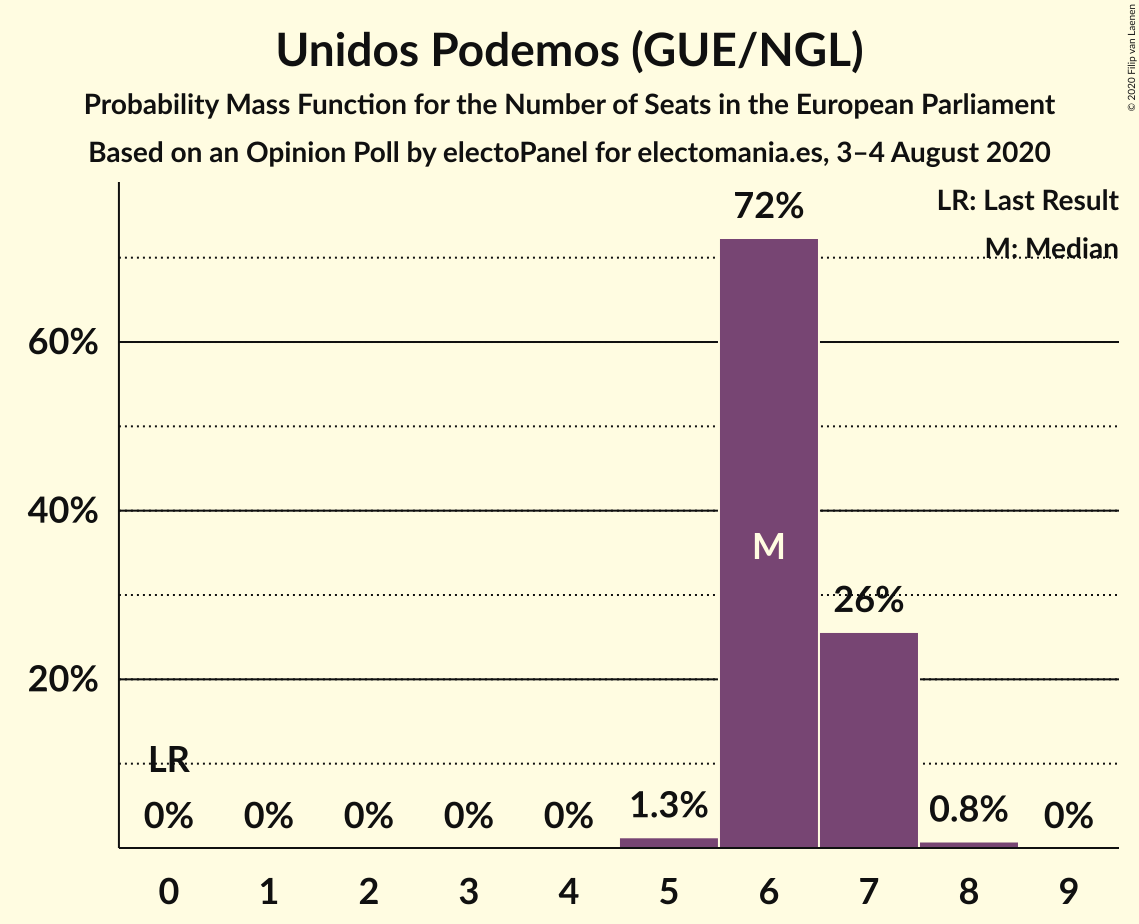 Unidos Podemos (GUE/NGL)
Probability Mass Function for the Number of Seats in the European Parliament
Based on an Opinion Poll by electoPanel for electomania.es, 3–4 August 2020
© 2020 Filip van Laenen
LR: Last Result
M: Median
72%
60%
40%
M
26%
20%
LR
0%
0%
0%
0%
0%
1.3%
0.8%
0%
0
1
2
3
4
5
6
7
8
9